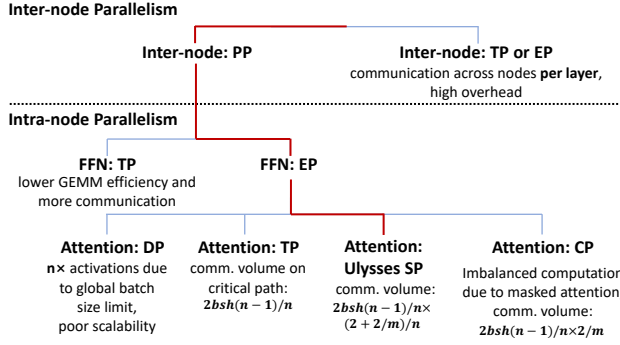 Inter-node Parallelism
Inter-node: PP
Inter-node: TP or EP
communication across nodes per layer,
high overhead
Intra-node Parallelism
FFN: TP
lower GEMM efficiency and
more communication
FFN: EP
Attention: DP
n× activations due
to global batch
size limit,
poor scalability
Attention: TP
comm. volume on
critical path:
2bsh(n − 1)/n
Attention:
Ulysses SP
comm. volume:
2bsh(n − 1)/n×
(2 + 2/m)/n
Attention: CP
Imbalanced computation
due to masked attention
comm. volume:
2bsh(n − 1)/n×2/m